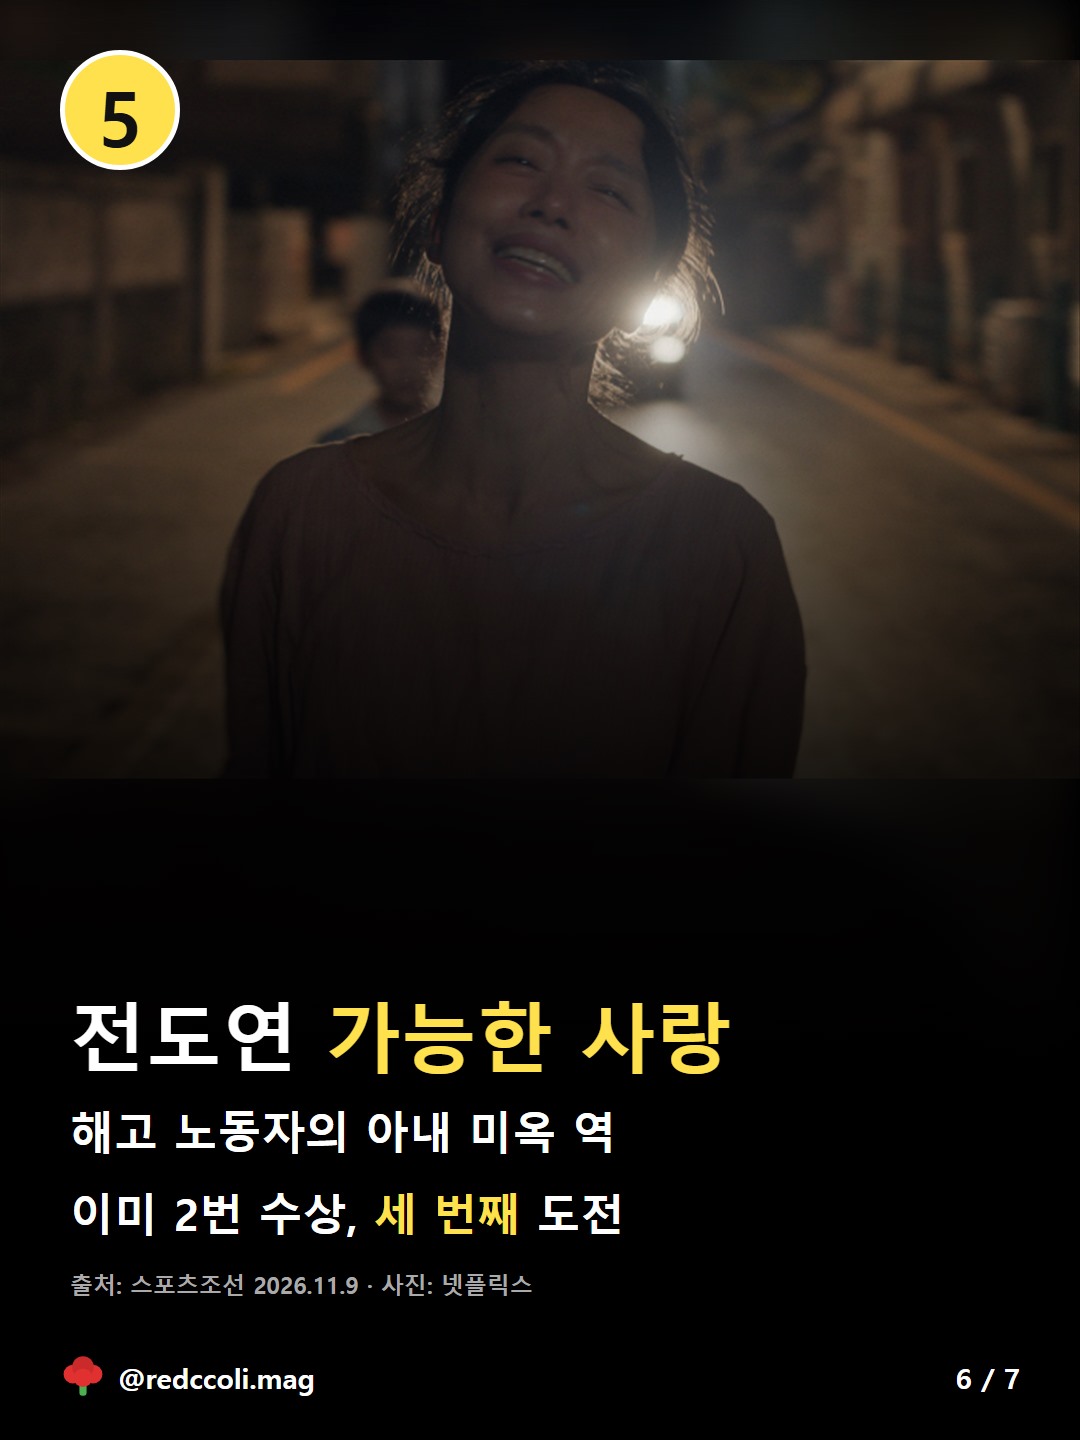 5
전도연 가능한 사랑
해고 노동자의 아내 미옥 역
이미 2번 수상, 세 번째 도전
출처: 스포츠조선 2026.11.9 · 사진: 넷플릭스
@redccoli.mag
6 / 7